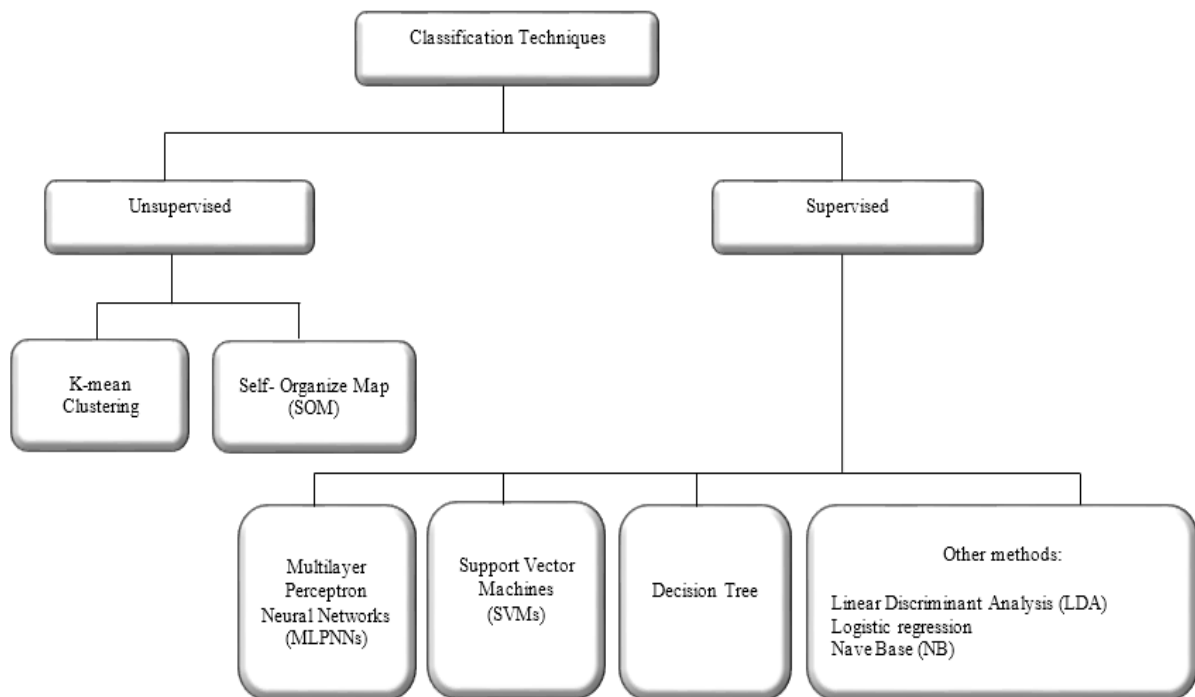 Classification Techniques
Unsupervised
Supervised
K-mean
Clustering
Self- Organize Map
(SOM)
Multilayer
Perceptron
Neural Networks
(MLPNNs)
Support Vector
Machines
(SVMs)
Decision Tree
Other methods:
Linear Discriminant Analysis (LDA)
Logistic regression
Nave Base (NB)